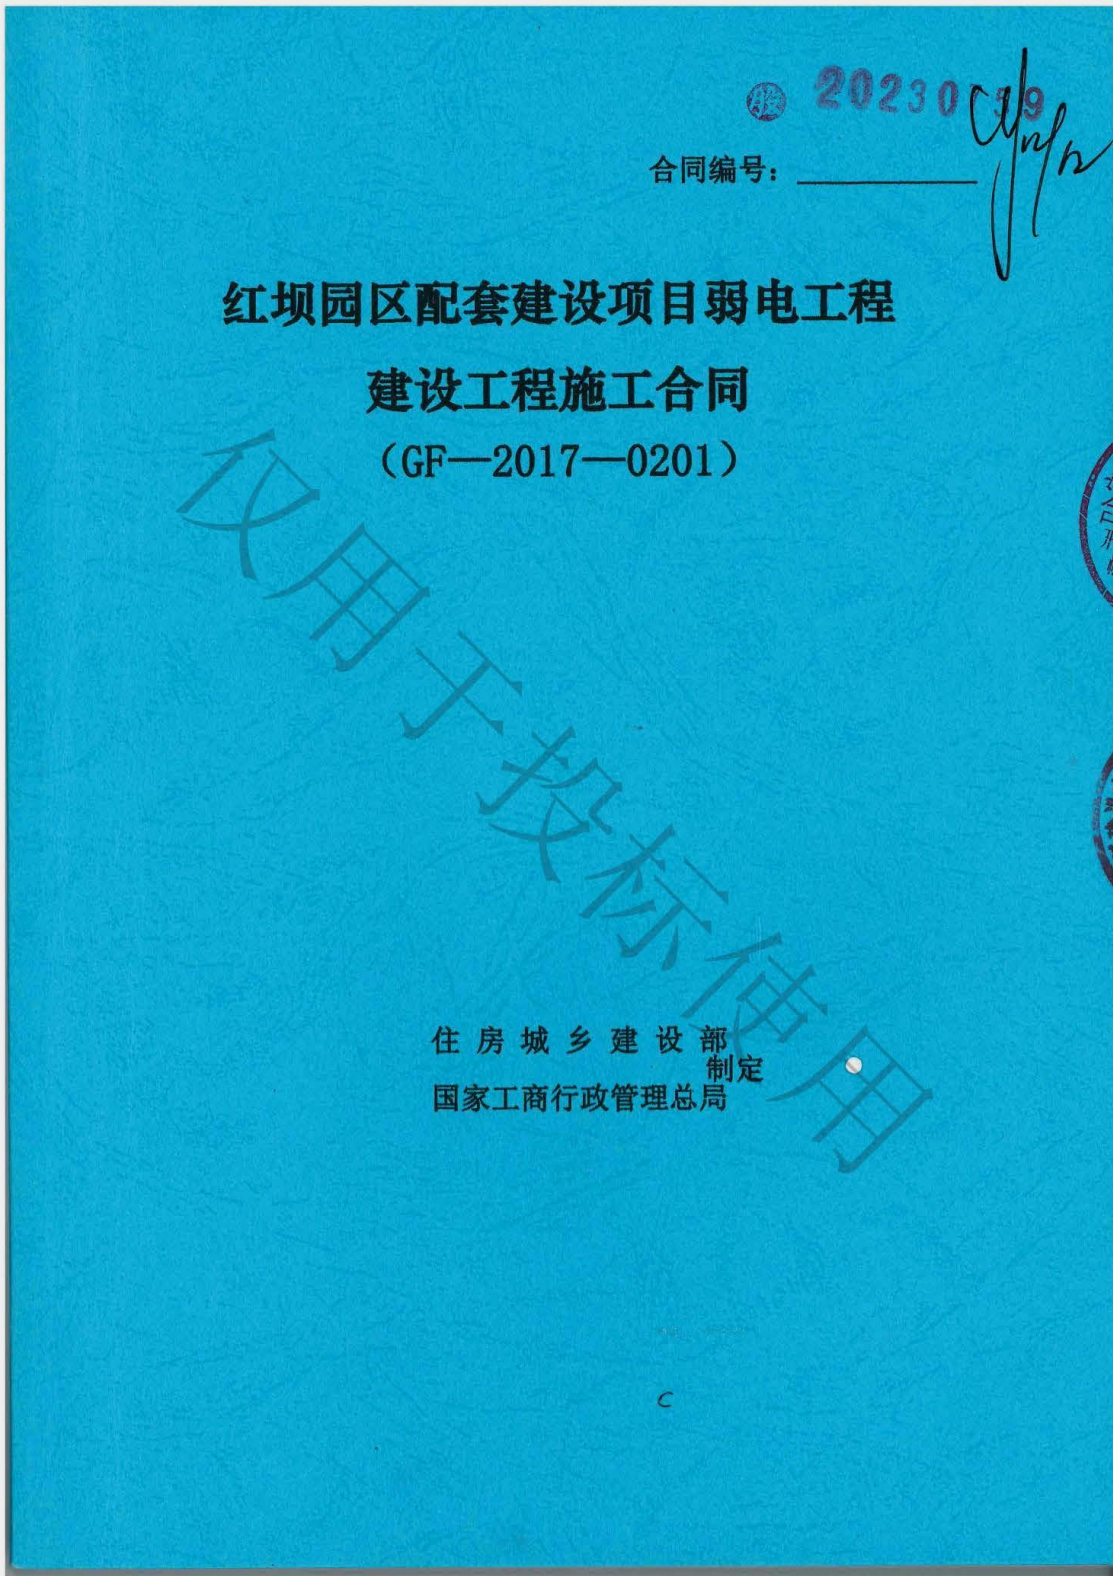 股
合同编号：
红坝园区配套建设项目弱电工程
建设工程施工合同
（GF—2017—0201）
仅用于投标使用
住房城乡建设部
制定
国家工商行政管理总局
C